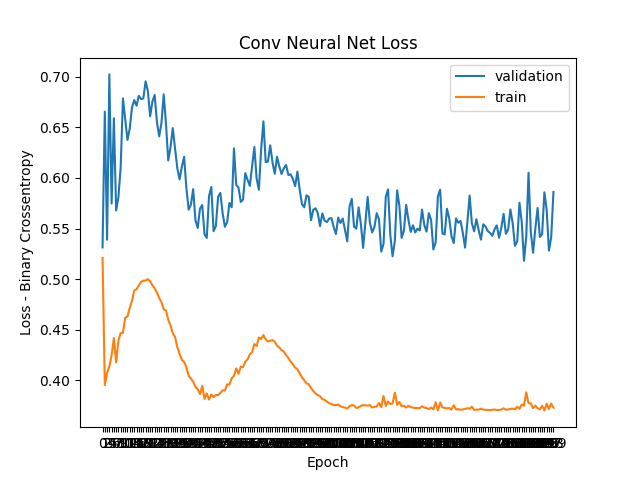 Conv Neural Net Loss
validation
train
0.70
0.65
0.60
0.55
0.50
0.45
0.40
Loss - Binary Crossentropy
Epoch